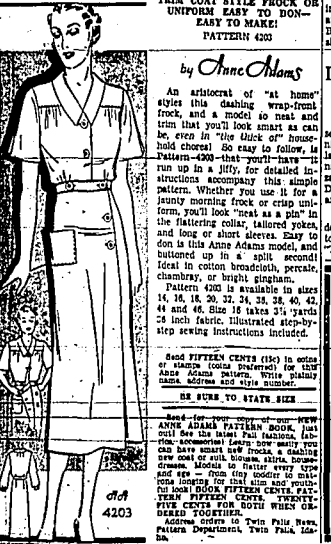 TRIM COAT STYLE FROCK OR
UNIFORM EASY TO DON—
EASY TO MAKE!
PATTERN 4203
by Anne Adams
An aristocrat of "at home"
styles this dashing wrap-front
frock, and a model so neat and
trim that you'll look smart as can
be, even in "the thick of" house-
hold chores! So easy to follow, is
Pattern 4203 that you'll have it
run up in a jiffy, for detailed in-
structions accompany this simple
pattern. Whether you use it for a
jaunty morning frock or crisp uni-
form, you'll look "neat as a pin" in
the flattering collar, tailored yokes,
and long or short sleeves. Easy to
don is this Anne Adams model, and
buttoned up in a split second!
Ideal in cotton broadcloth, percale,
chambray, or bright gingham.
Pattern 4203 is available in sizes
14, 16, 18, 20, 32, 34, 36, 38, 40, 42,
44 and 46. Size 16 takes 3¾ yards
36 inch fabric. Illustrated step-by-
step sewing instructions included.
Send FIFTEEN CENTS (15c) in coins
or stamps (coins preferred) for this
Anne Adams pattern. Write plainly
name, address and style number.
BE SURE TO STATE SIZE
Send for your copy of our NEW
ANNE ADAMS PATTERN BOOK, just
out! See the latest Fall fashions, fab-
rics, accessories! Learn how easily you
can have smart new frocks, a dashing
new coat or suit, blouses, skirts, house-
dresses. Models to flatter every type
and age — from tiny toddler to mat-
rons longing for that slim and youth-
ful look! BOOK FIFTEEN CENTS. PAT-
TERN FIFTEEN CENTS. TWENTY-
FIVE CENTS FOR BOTH WHEN OR-
DERED TOGETHER.
Address orders to Twin Falls News,
Pattern Department, Twin Falls, Ida-
ho.
AA
4203